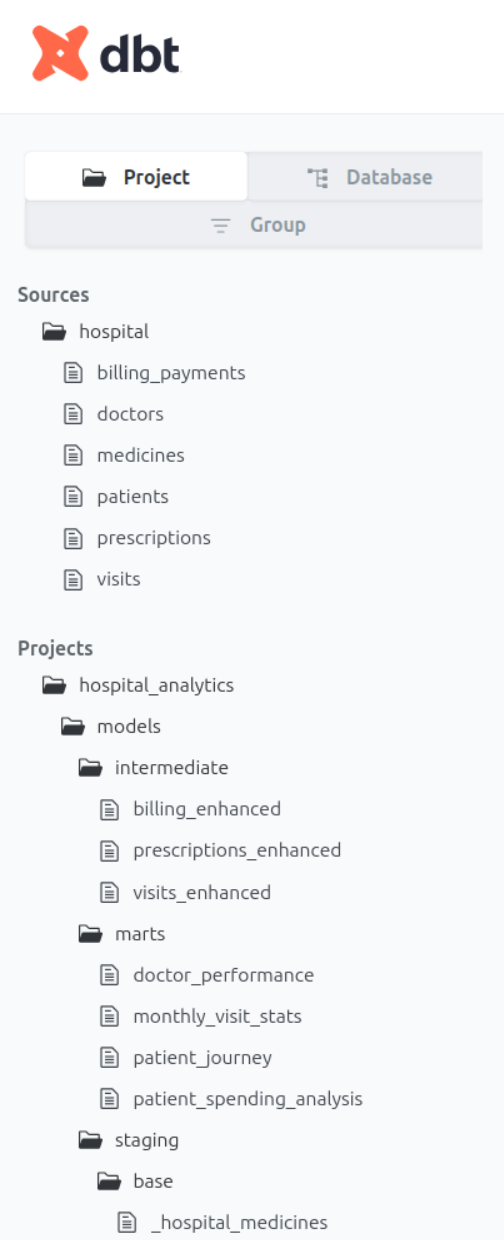 dbt
Project
Database
Group
Sources
hospital
billing_payments
doctors
medicines
patients
prescriptions
visits
Projects
hospital_analytics
models
intermediate
billing_enhanced
prescriptions_enhanced
visits_enhanced
marts
doctor_performance
monthly_visit_stats
patient_journey
patient_spending_analysis
staging
base
_hospital_medicines